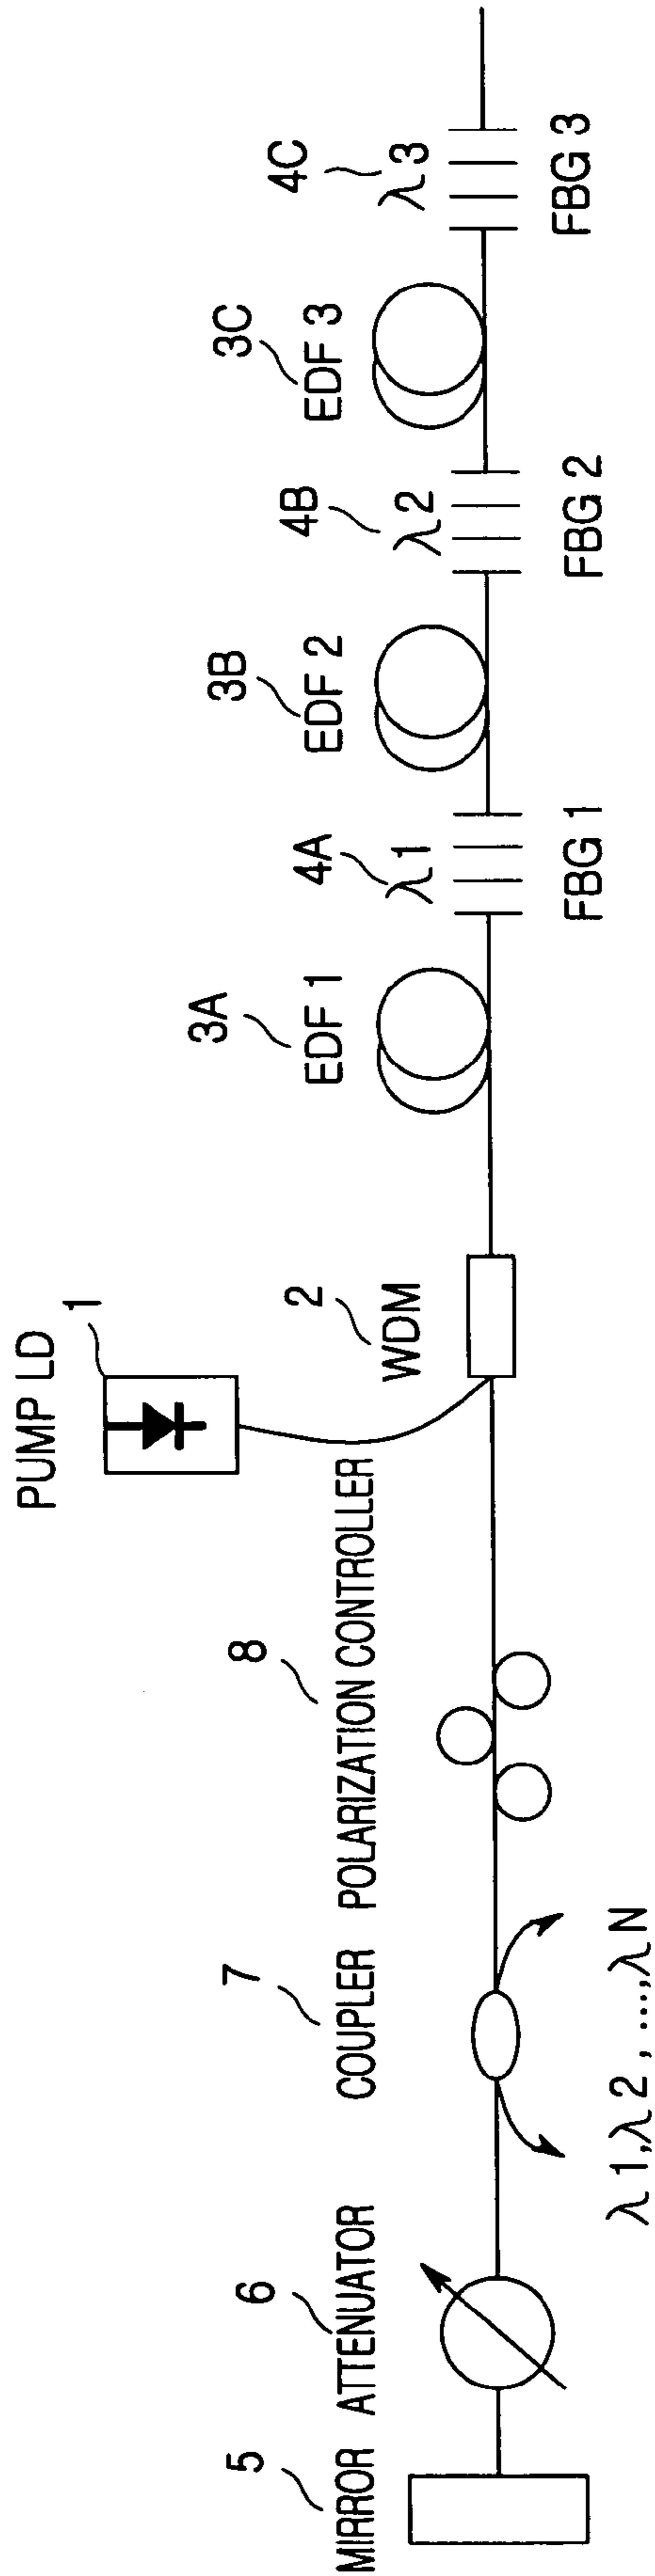 PUMP LD
1
5
MIRROR
6
ATTENUATOR
7
COUPLER
8
POLARIZATION CONTROLLER
2
WDM
3A
EDF 1
4A
λ1
FBG 1
3B
EDF 2
4B
λ2
FBG 2
3C
EDF 3
4C
λ3
FBG 3
λ1,λ2, ...,λN